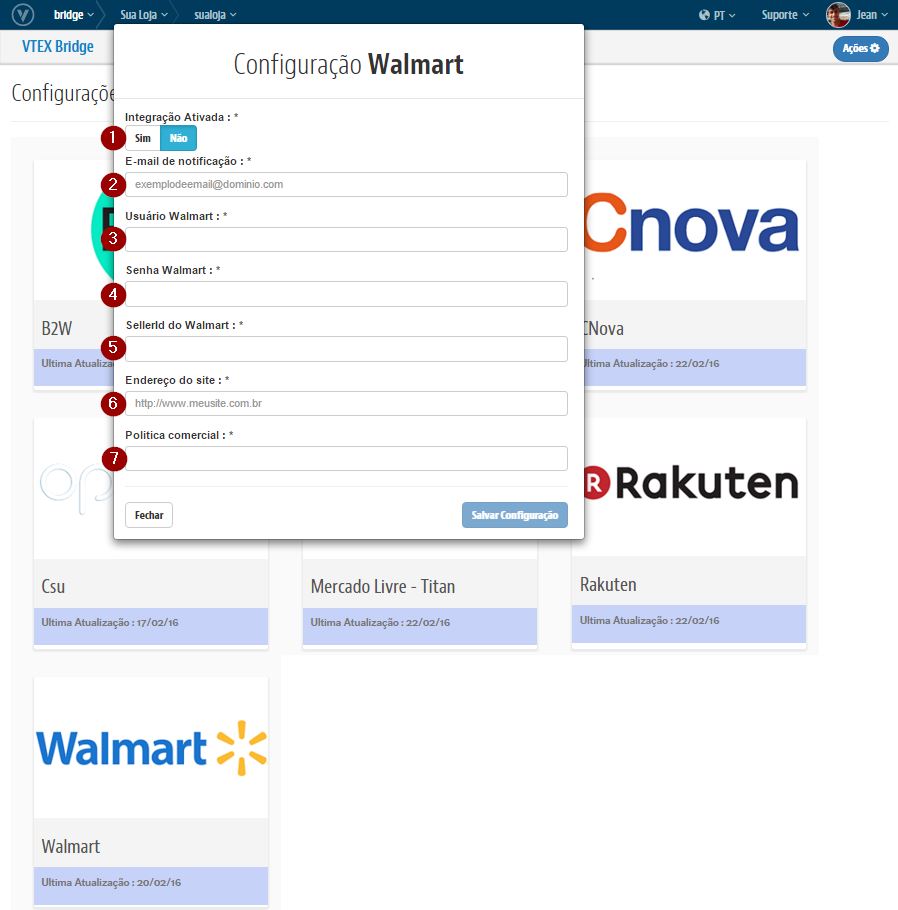 bridge
Sua Loja
sualoja
PT
Suporte
Jean
VTEX Bridge
Ações
Configuraçõe
Configuração Walmart
Integração Ativada : *
1
Sim
Não
E-mail de notificação : *
2
exemplodeemail@dominio.com
Usuário Walmart : *
3
Senha Walmart : *
4
SellerId do Walmart : *
5
Endereço do site : *
6
http://www.meusite.com.br
Política comercial : *
7
Fechar
Salvar Configuração
Cnova
B2W
CNova
Ultima Atualiza
Ultima Atualização : 22/02/16
op
R Rakuten
Csu
Mercado Livre - Titan
Rakuten
Ultima Atualização : 17/02/16
Ultima Atualização : 22/02/16
Ultima Atualização : 22/02/16
Walmart
Walmart
Ultima Atualização : 20/02/16